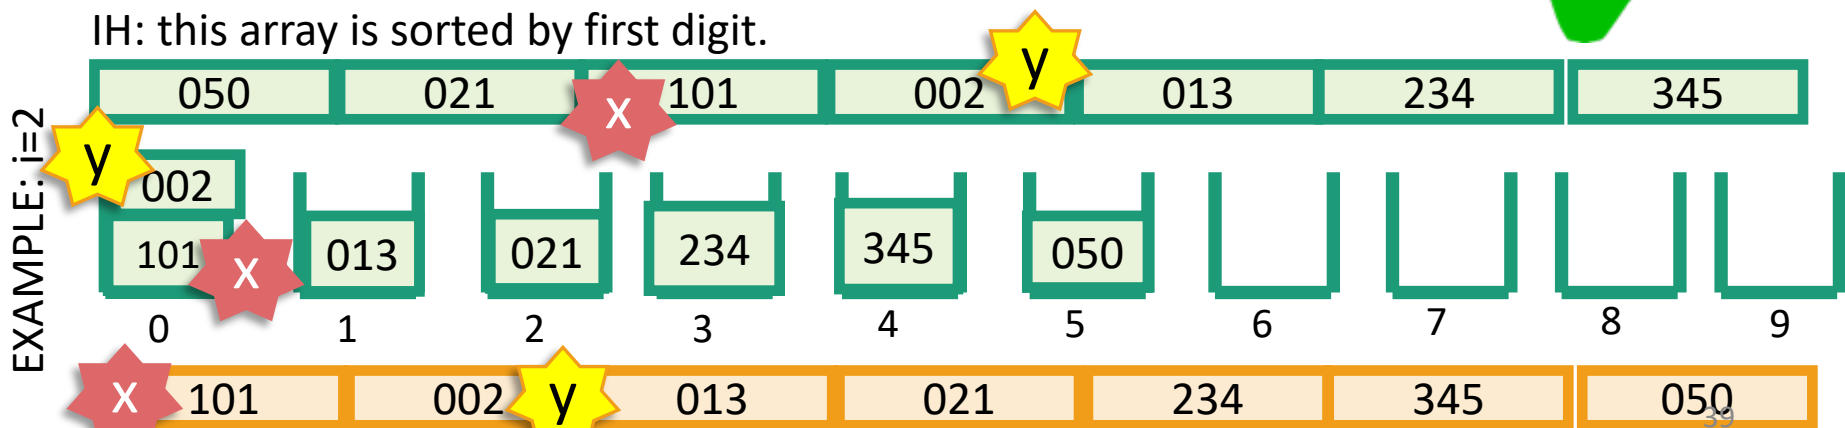 IH: this array is sorted by first digit.
050 021 x 101 002 y 013 234 345
EXAMPLE: i=2
y 002
101 x 013 021 234 345 050
0 1 2 3 4 5 6 7 8 9
x 101 002 y 013 021 234 345 050
39